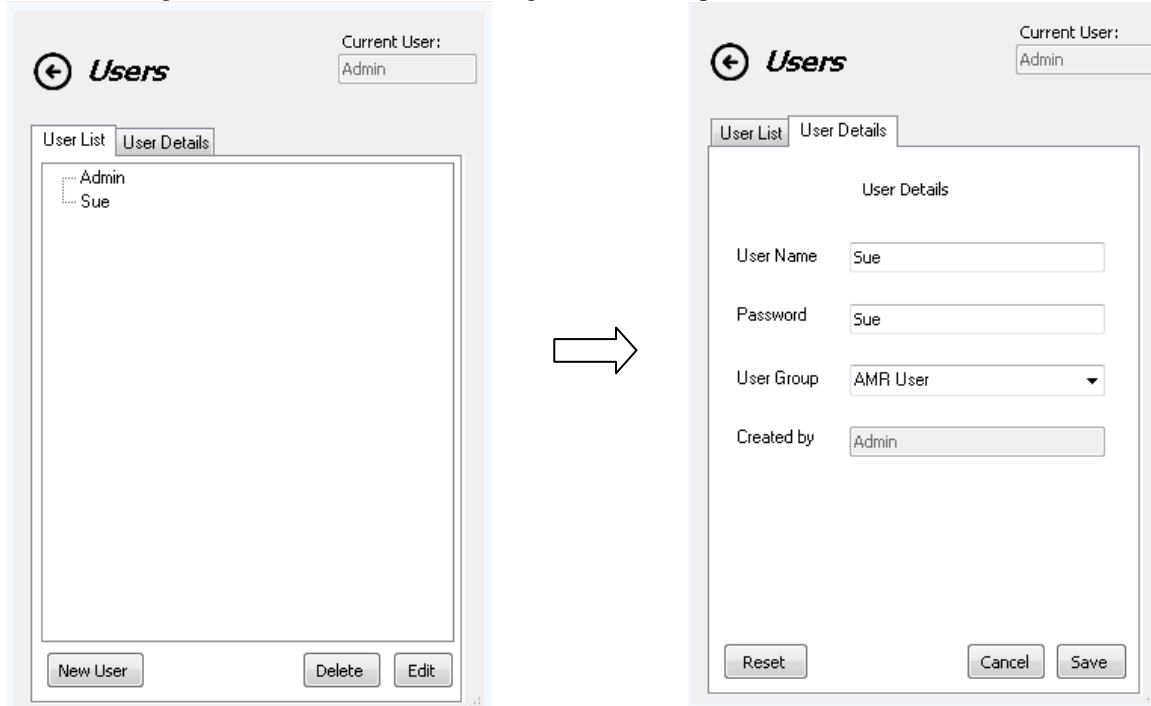 Current User:
Users
Admin
User List
User Details
Admin
Sue
New User
Delete
Edit
Current User:
Users
Admin
User List
User Details
User Details
User Name
Sue
Password
Sue
User Group
AMR User
Created by
Admin
Reset
Cancel
Save